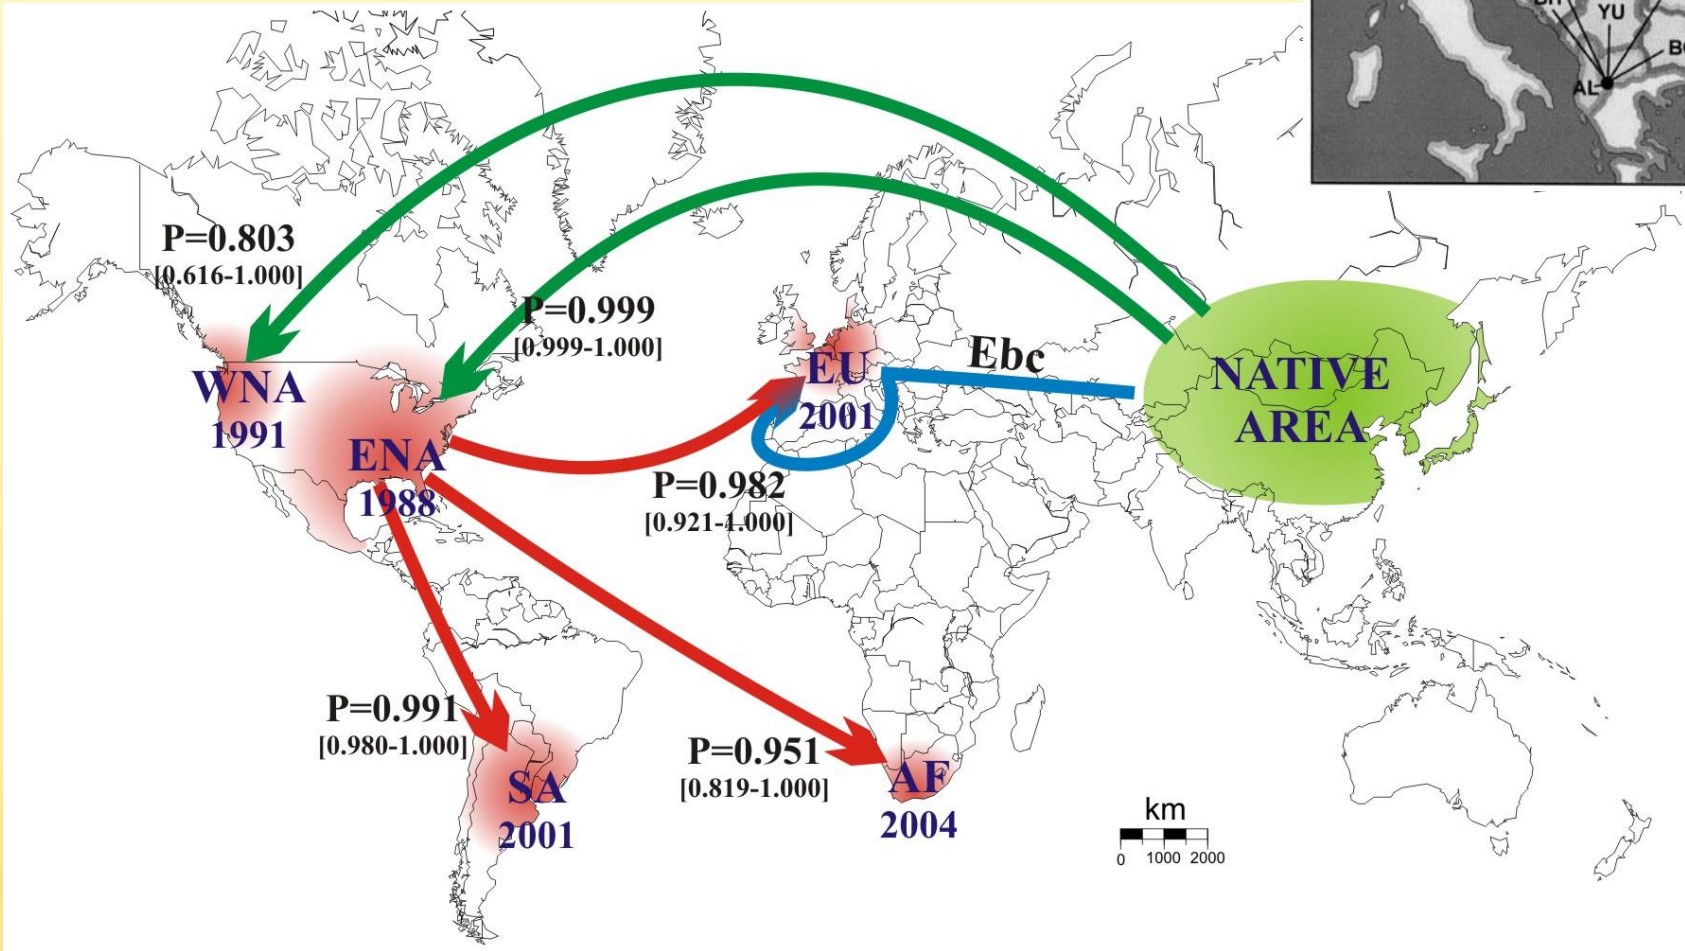 YU
AL
P=0.803
[0.616-1.000]
P=0.999
[0.999-1.000]
WNA
1991
ENA
1988
EU
2001
Ebc
NATIVE
AREA
P=0.982
[0.921-1.000]
P=0.991
[0.980-1.000]
SA
2001
P=0.951
[0.819-1.000]
AF
2004
km
0 1000 2000